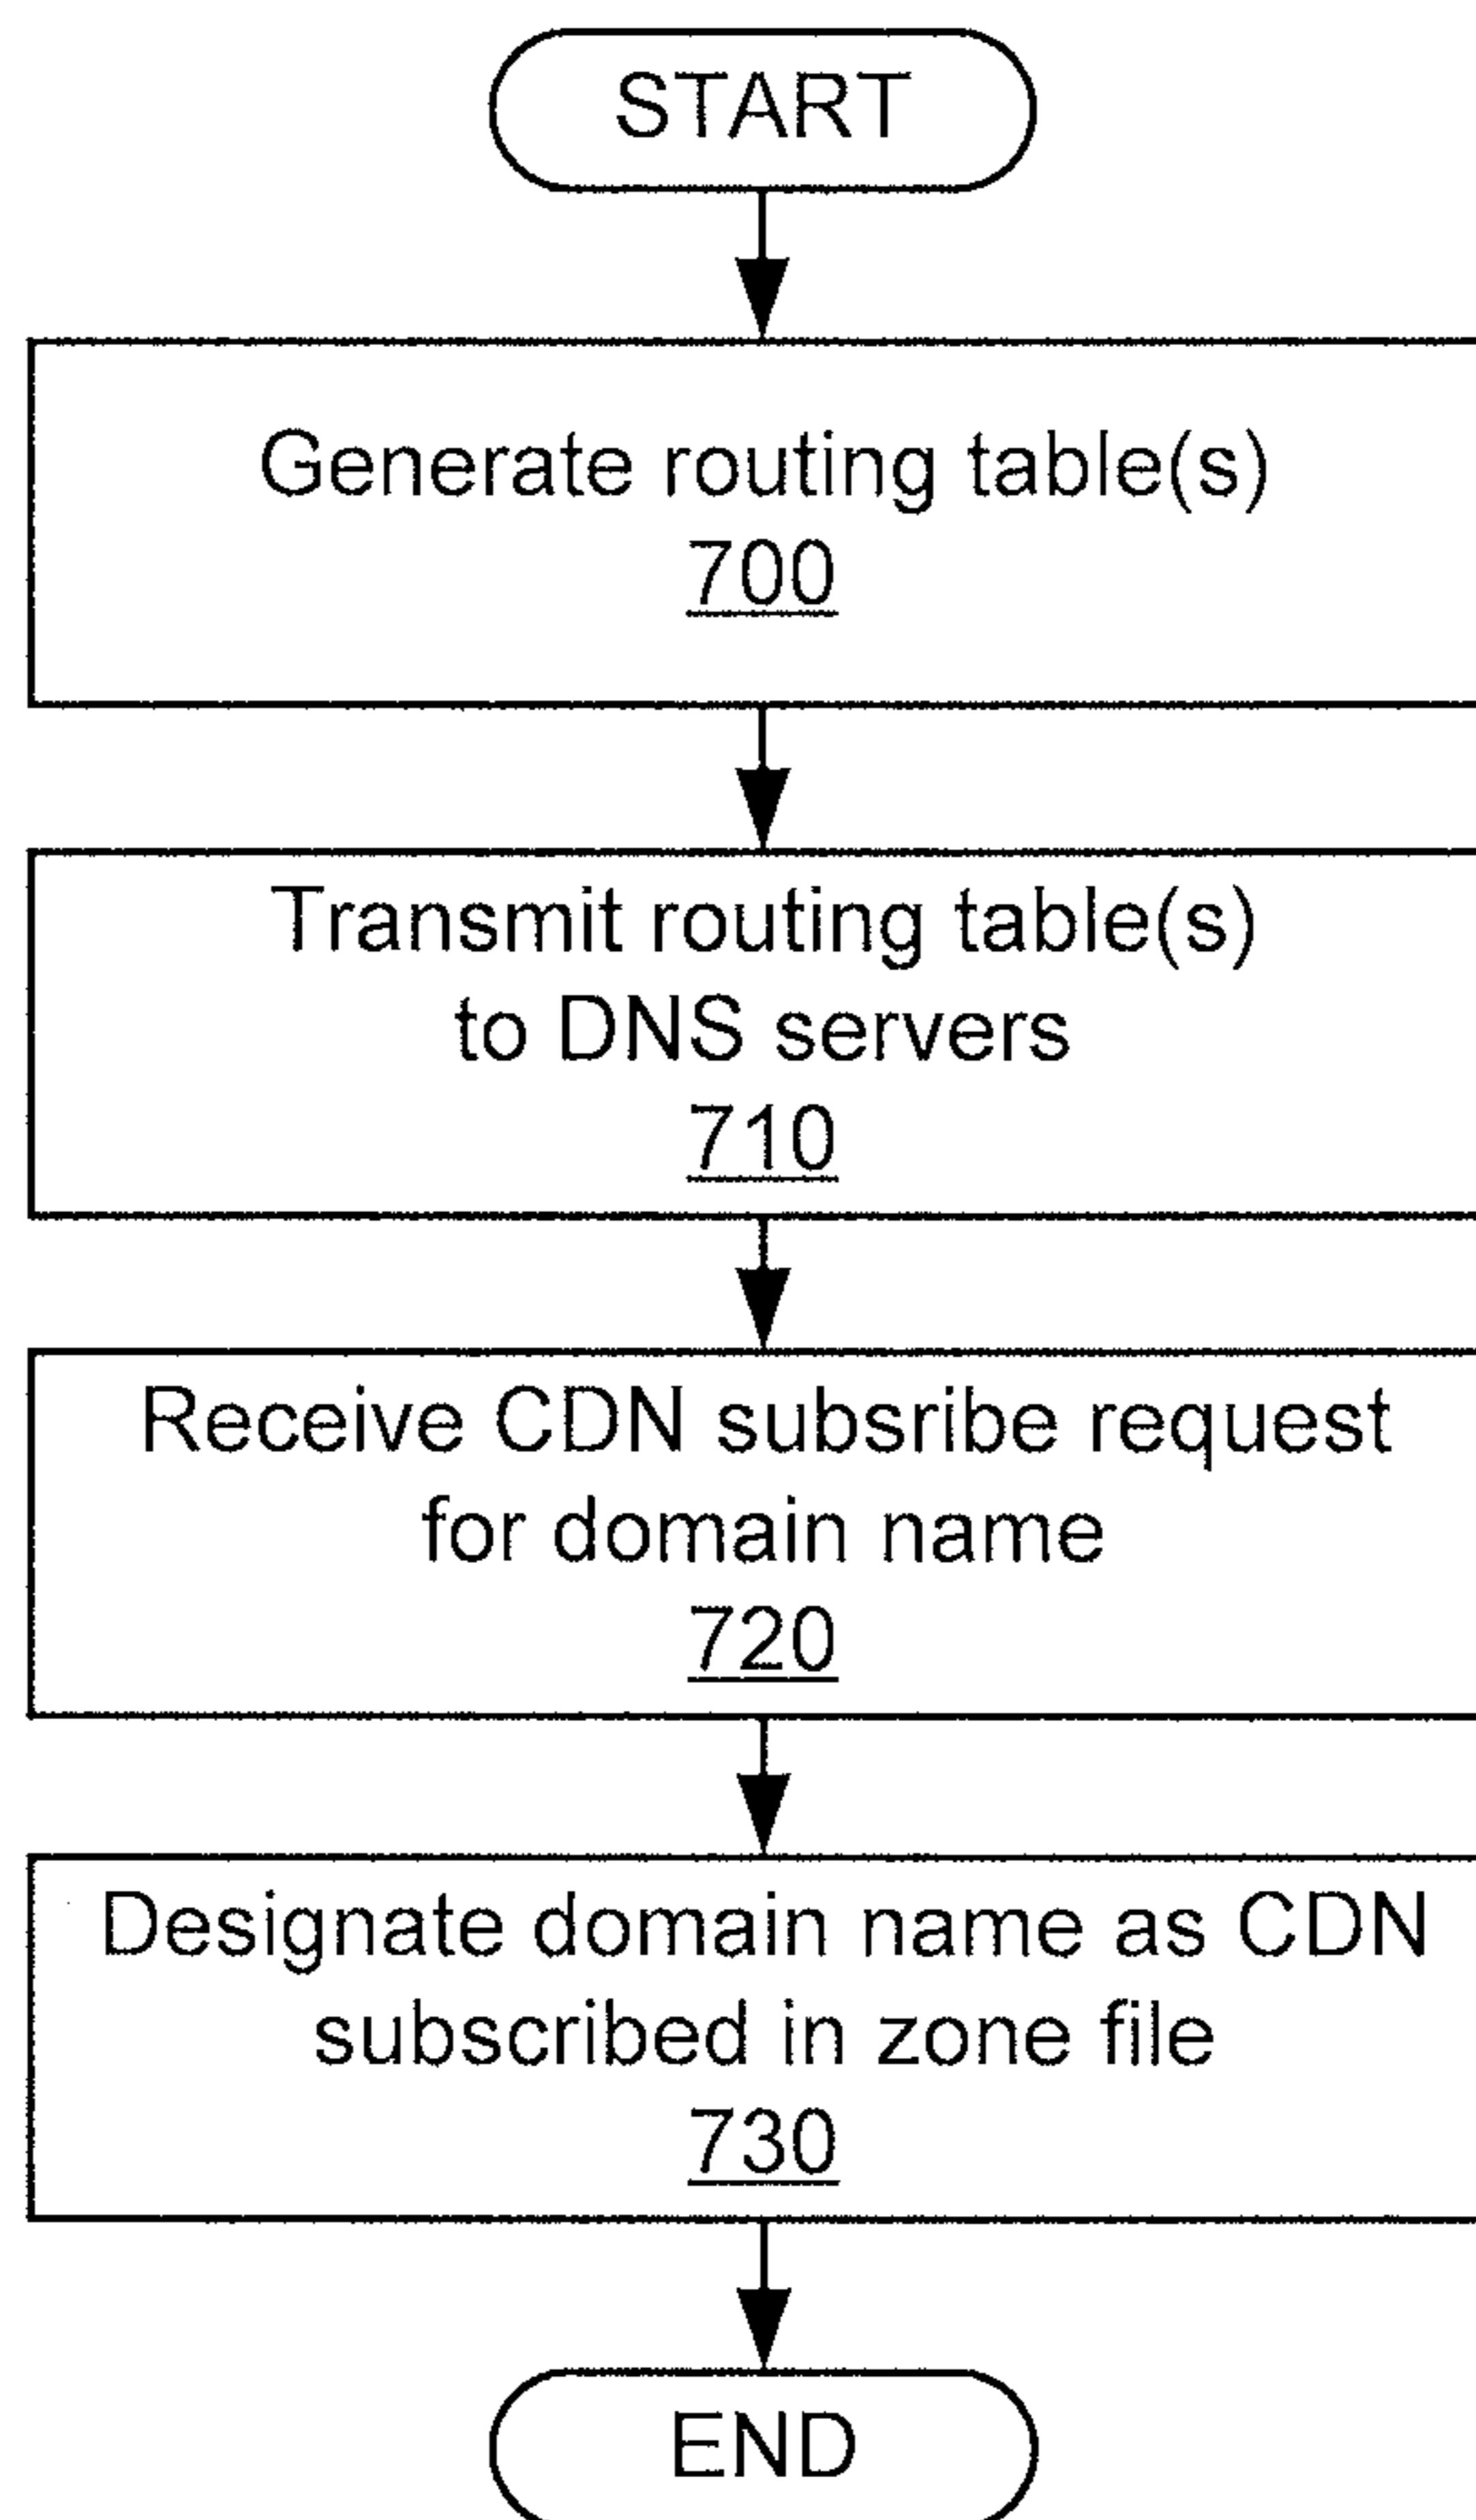 START
Generate routing table(s)
700
Transmit routing table(s)
to DNS servers
710
Receive CDN subsribe request
for domain name
720
Designate domain name as CDN
subscribed in zone file
730
END